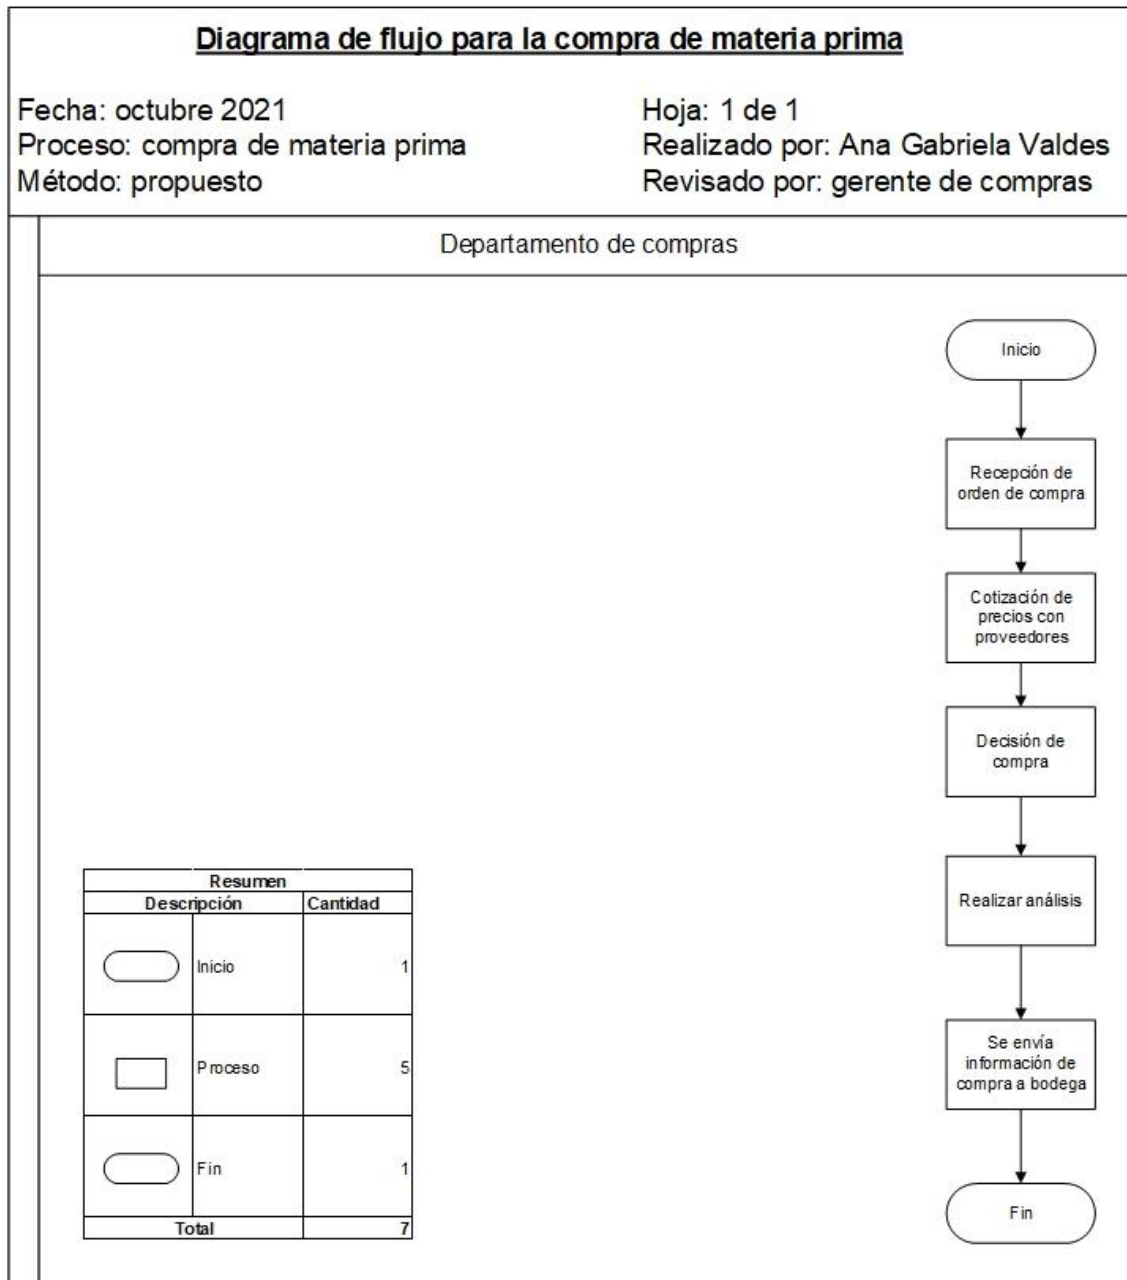 Diagrama de flujo para la compra de materia prima
Fecha: octubre 2021
Hoja: 1 de 1
Proceso: compra de materia prima
Realizado por: Ana Gabriela Valdes
Método: propuesto
Revisado por: gerente de compras
Departamento de compras
Inicio
Recepción de
orden de compra
Cotización de
precios con
proveedores
Decisión de
compra
Realizar análisis
Se envía
información de
compra a bodega
Fin
Resumen
Descripción Cantidad
Inicio 1
Proceso 5
Fin 1
Total 7